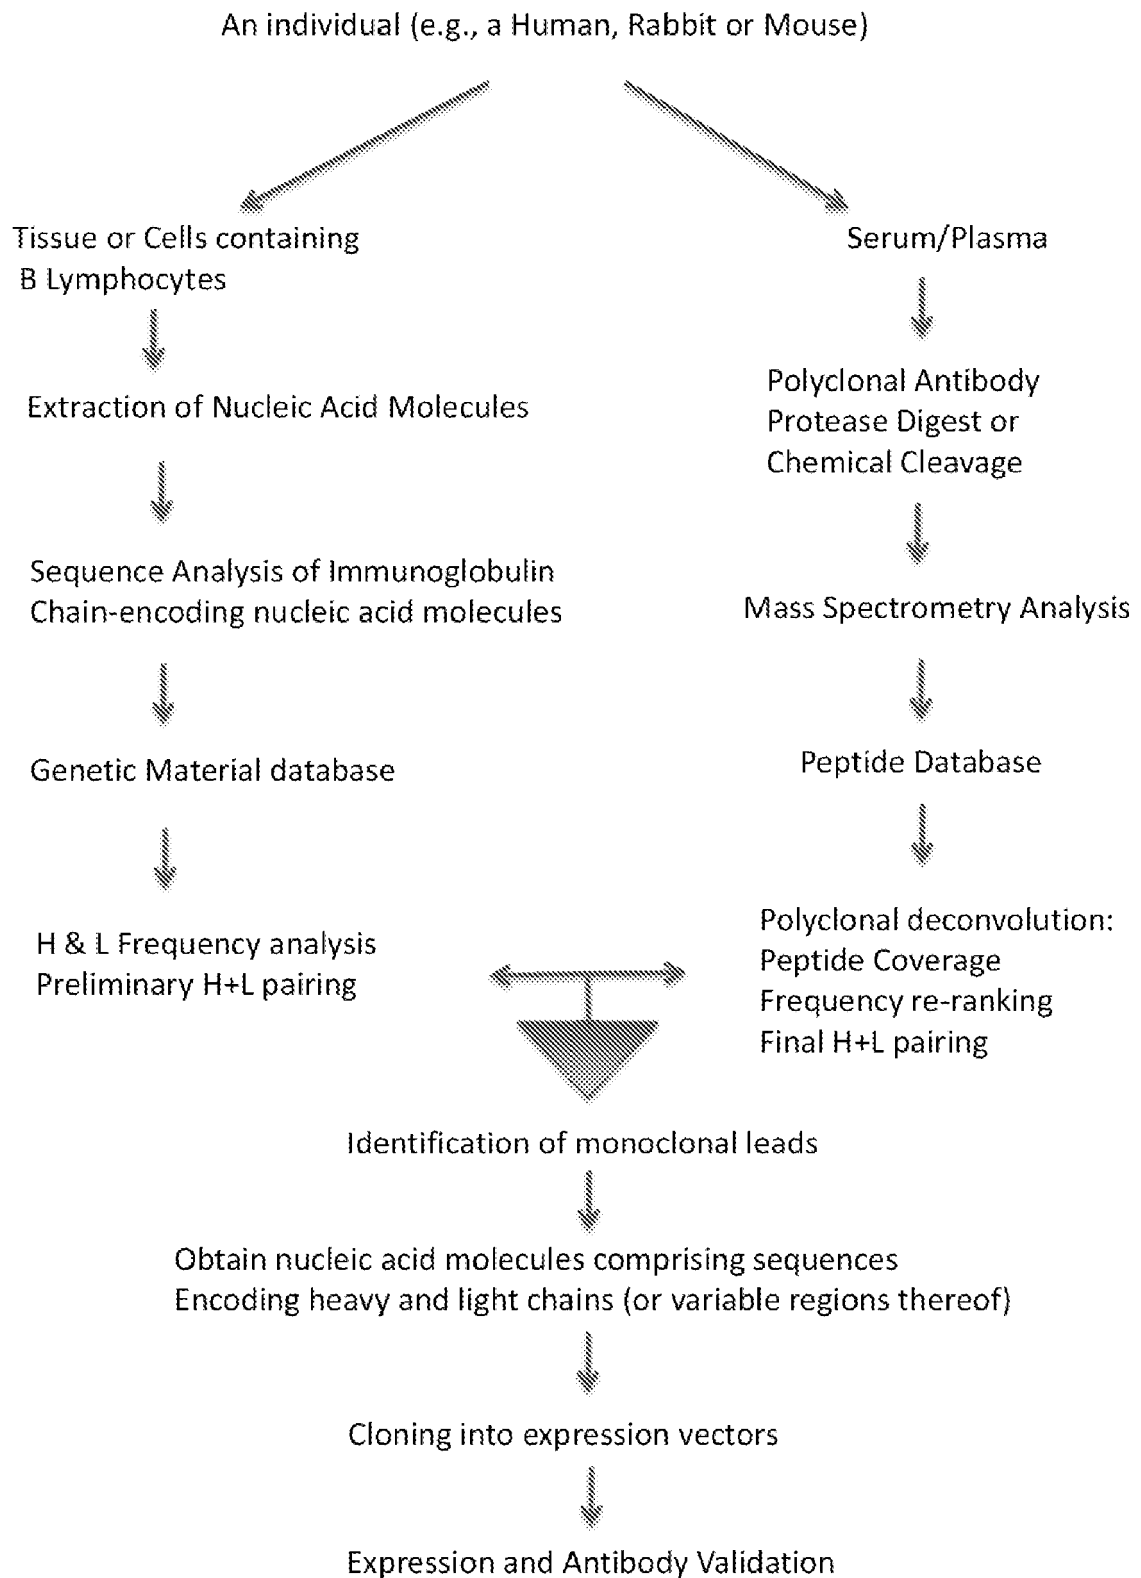 An individual (e.g., a Human, Rabbit or Mouse)
Tissue or Cells containing
B Lymphocytes
Extraction of Nucleic Acid Molecules
Sequence Analysis of Immunoglobulin
Chain-encoding nucleic acid molecules
Genetic Material database
H & L Frequency analysis
Preliminary H+L pairing
Serum/Plasma
Polyclonal Antibody
Protease Digest or
Chemical Cleavage
Mass Spectrometry Analysis
Peptide Database
Polyclonal deconvolution:
Peptide Coverage
Frequency re-ranking
Final H+L pairing
Identification of monoclonal leads
Obtain nucleic acid molecules comprising sequences
Encoding heavy and light chains (or variable regions thereof)
Cloning into expression vectors
Expression and Antibody Validation